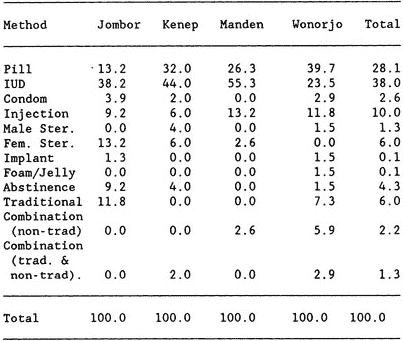 Method Jombor Kenep Manden Wonorjo Total
Pill 13.2 32.0 26.3 39.7 28.1
IUD 38.2 44.0 55.3 23.5 38.0
Condom 3.9 2.0 0.0 2.9 2.6
Injection 9.2 6.0 13.2 11.8 10.0
Male Ster. 0.0 4.0 0.0 1.5 1.3
Fem. Ster. 13.2 6.0 2.6 0.0 6.0
Implant 1.3 0.0 0.0 1.5 0.1
Foam/Jelly 0.0 0.0 0.0 1.5 0.1
Abstinence 9.2 4.0 0.0 1.5 4.3
Traditional 11.8 0.0 0.0 7.3 6.0
Combination
(non-trad) 0.0 0.0 2.6 5.9 2.2
Combination
(trad. &
non-trad). 0.0 2.0 0.0 2.9 1.3
Total 100.0 100.0 100.0 100.0 100.0